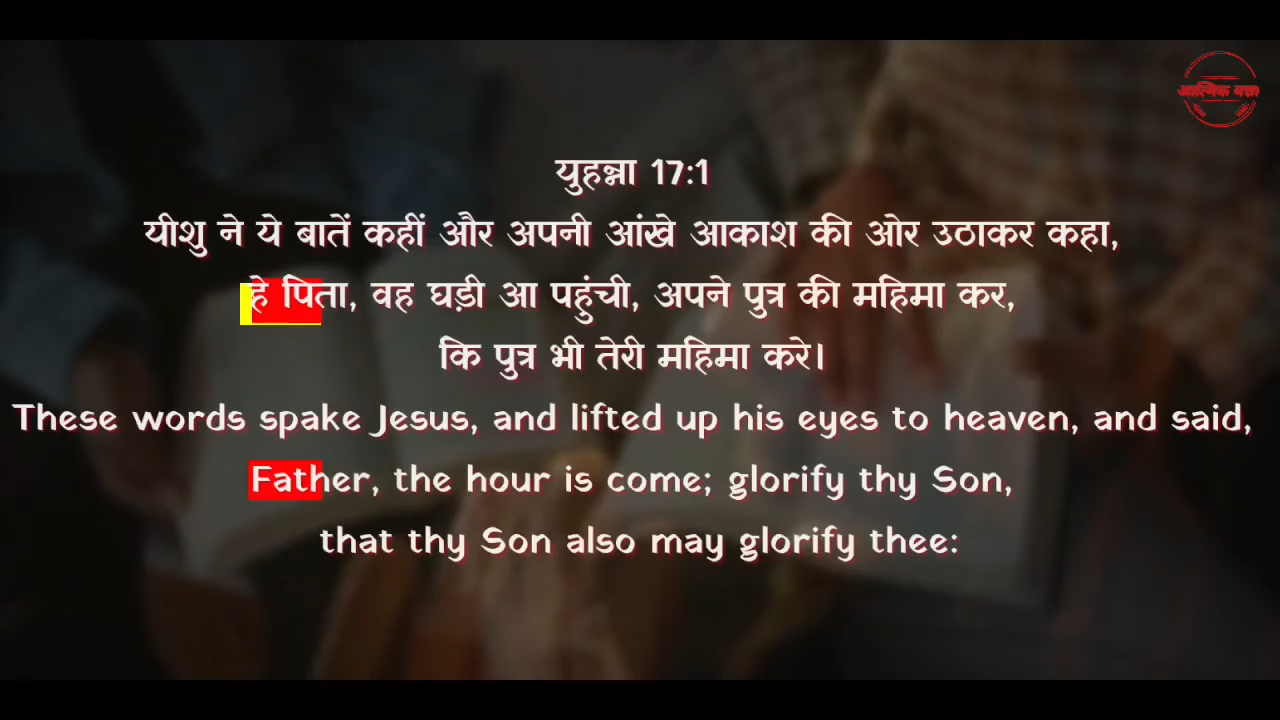 आत्मिक वक्ता
युहन्ना 17:1
यीशु ने ये बातें कहीं और अपनी आंखे आकाश की ओर उठाकर कहा,
हे पिता, वह घड़ी आ पहुंची, अपने पुत्र की महिमा कर,
कि पुत्र भी तेरी महिमा करे।
These words spake Jesus, and lifted up his eyes to heaven, and said,
Father, the hour is come; glorify thy Son,
that thy Son also may glorify thee: